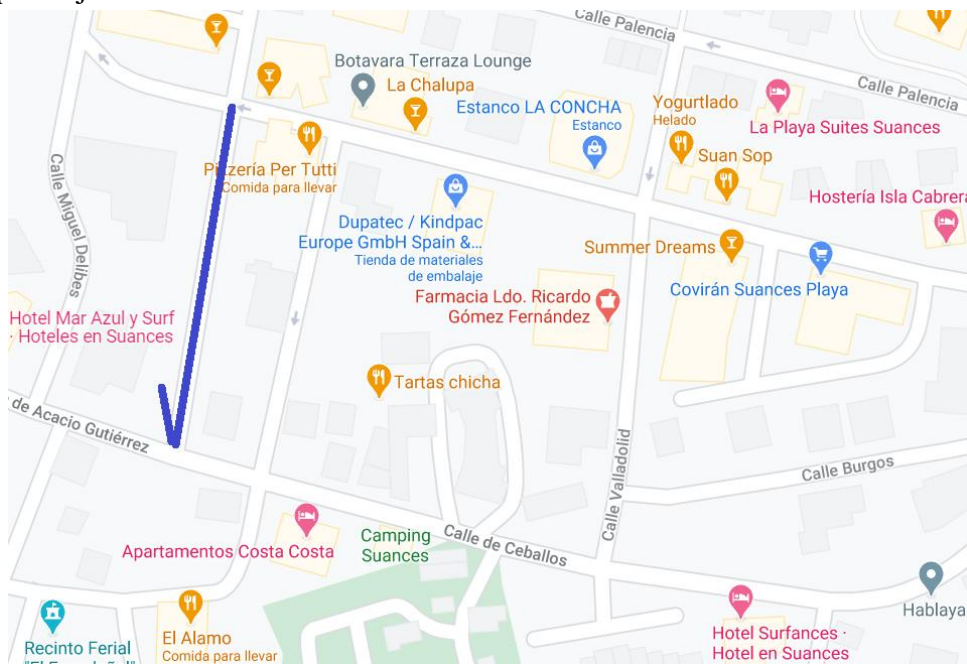 Calle Palencia
Calle Palencia
Botavara Terraza Lounge
La Chalupa
Estanco LA CONCHA
Estanco
Yogurtlado
Helado
La Playa Suites Suances
Suan Sop
Per Tutti
Comida para llevar
Calle Miguel Delibes
Hostería Isla Cabrera
Dupatec / Kindpac
Europe GmbH Spain &...
Tienda de materiales
de embalaje
Summer Dreams
Covirán Suances Playa
Farmacia Ldo. Ricardo
Gómez Fernández
Hotel Mar Azul y Surf
· Hoteles en Suances
Tartas chicha
de Acacio Gutiérrez
Calle Valladolid
Calle Burgos
Apartamentos Costa Costa
Camping
Suances
Calle de Ceballos
Hablaya
Recinto Ferial
El Alamo
Comida para llevar
Hotel Surfances ·
Hotel en Suances